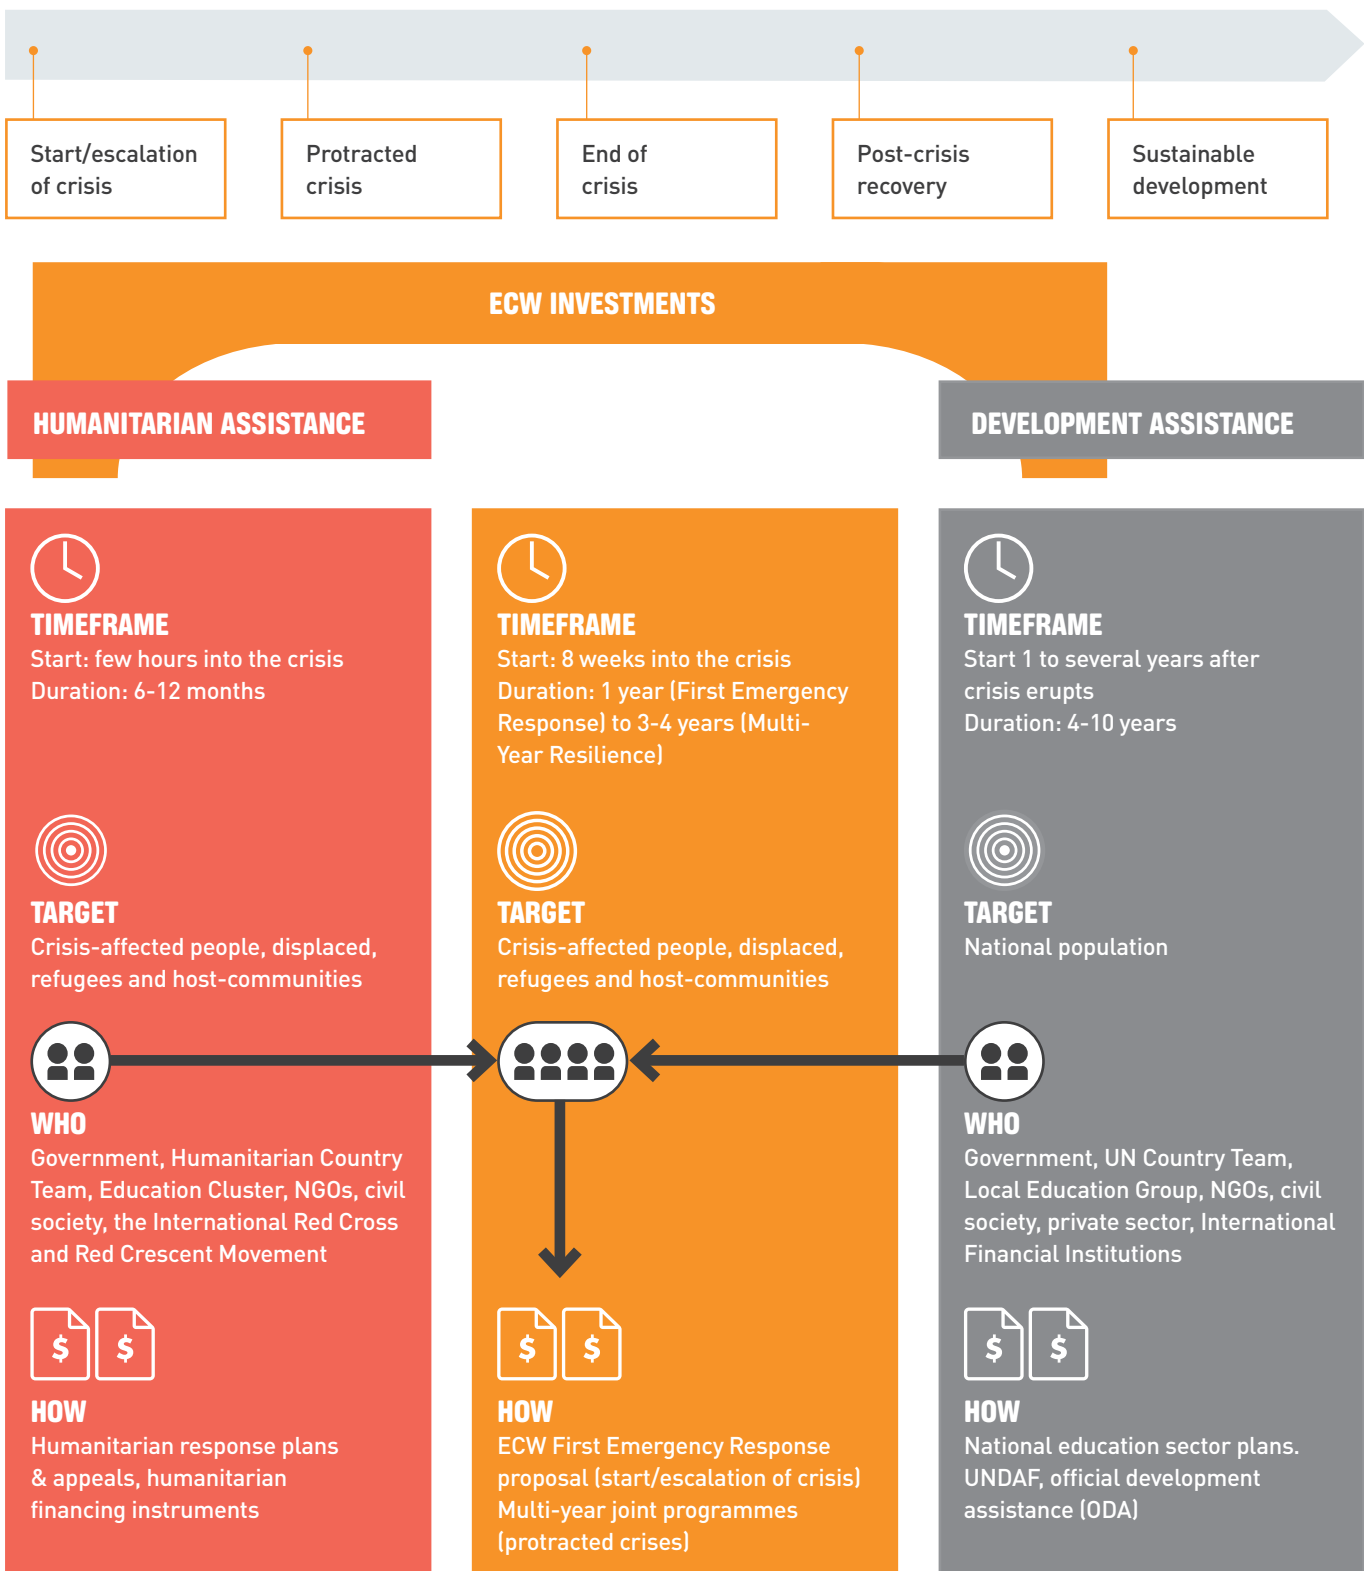 Start/escalation
of crisis
Protracted
crisis
End of
crisis
Post-crisis
recovery
Sustainable
development
ECW INVESTMENTS
HUMANITARIAN ASSISTANCE
DEVELOPMENT ASSISTANCE
TIMEFRAME
Start: few hours into the crisis
Duration: 6-12 months
TARGET
Crisis-affected people, displaced,
refugees and host-communities
WHO
Government, Humanitarian Country
Team, Education Cluster, NGOs, civil
society, the International Red Cross
and Red Crescent Movement
$ $
HOW
Humanitarian response plans
& appeals, humanitarian
financing instruments
TIMEFRAME
Start: 8 weeks into the crisis
Duration: 1 year (First Emergency
Response) to 3-4 years (Multi-
Year Resilience)
TARGET
Crisis-affected people, displaced,
refugees and host-communities
$ $
HOW
ECW First Emergency Response
proposal (start/escalation of crisis)
Multi-year joint programmes
(protracted crises)
TIMEFRAME
Start 1 to several years after
crisis erupts
Duration: 4-10 years
TARGET
National population
WHO
Government, UN Country Team,
Local Education Group, NGOs, civil
society, private sector, International
Financial Institutions
$ $
HOW
National education sector plans.
UNDAF, official development
assistance (ODA)